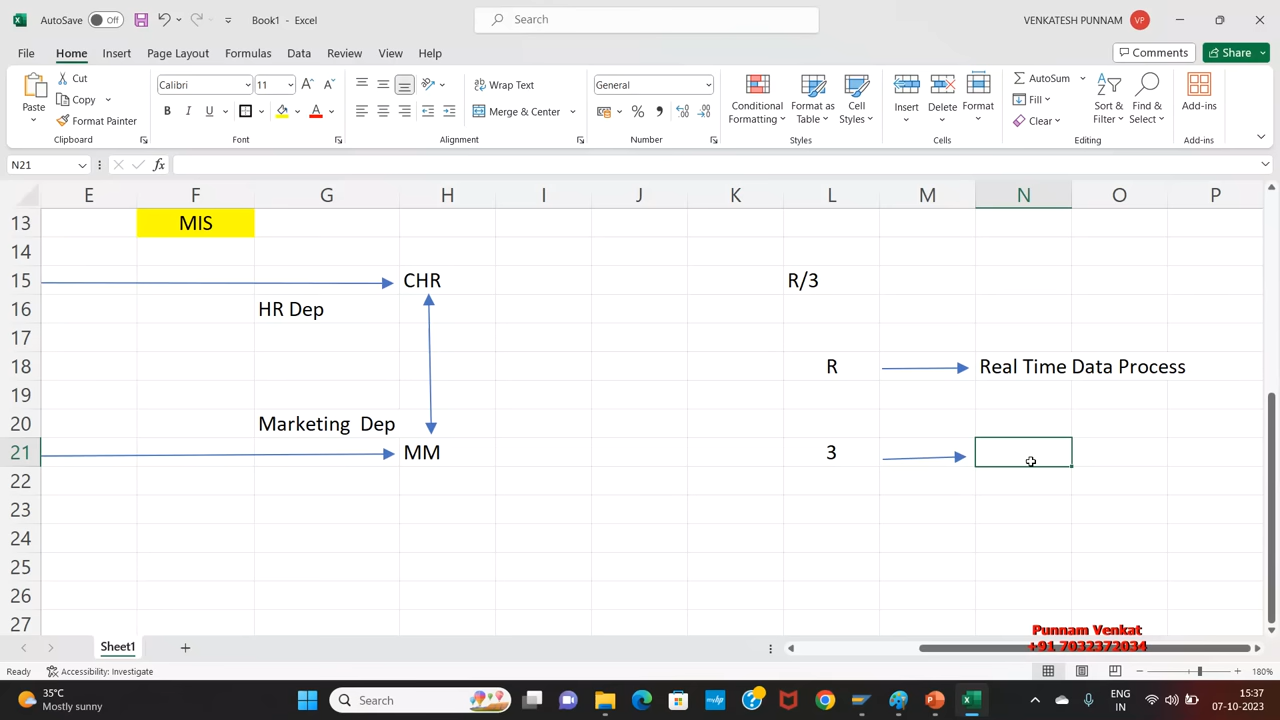 AutoSave Off Book1 - Excel Search VENKATESH PUNNAM VP
File Home Insert Page Layout Formulas Data Review View Help Comments Share
Paste Cut Copy Format Painter Clipboard
Calibri 11 B I U A Font
Wrap Text Merge & Center Alignment
General % Number
Conditional Formatting Format as Table Cell Styles Styles
Insert Delete Format Cells
AutoSum Fill Clear Sort & Filter Find & Select Editing
Add-ins Add-ins
N21 fx
E F G H I J K L M N O P
13 MIS
14
15 CHR R/3
16 HR Dep
17
18 R Real Time Data Process
19
20 Marketing Dep
21 MM 3
22
23
24
25
26
27
Punnam Venkat
+91 7032372034
Sheet1
Ready Accessibility: Investigate 180%
35°C
Mostly sunny
Search
ENG
IN
15:37
07-10-2023